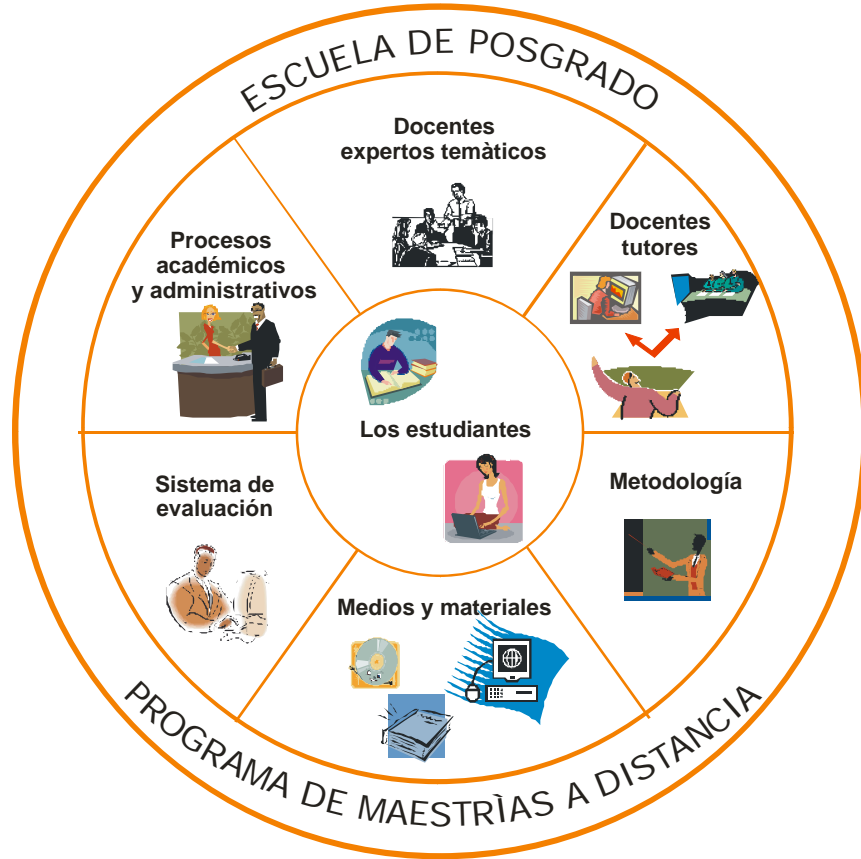 ESCUELA DE POSGRADO
Docentes
expertos temàticos
Docentes
tutores
Procesos
académicos
y administrativos
Los estudiantes
Sistema de
evaluación
Metodología
Medios y materiales
PROGRAMA DE MAESTRÌAS A DISTANCIA